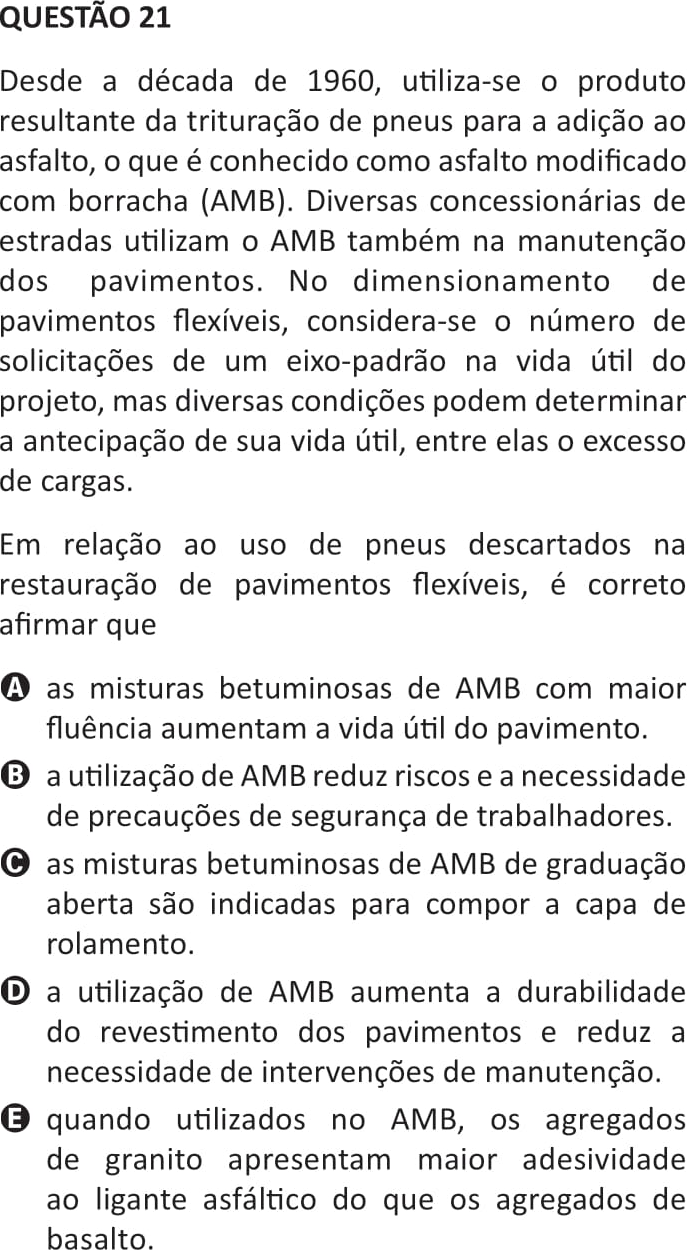 QUESTÃO 21
Desde a década de 1960, utiliza-se o produto
resultante da trituração de pneus para a adição ao
asfalto, o que é conhecido como asfalto modificado
com borracha (AMB). Diversas concessionárias de
estradas utilizam o AMB também na manutenção
dos pavimentos. No dimensionamento de
pavimentos flexíveis, considera-se o número de
solicitações de um eixo-padrão na vida útil do
projeto, mas diversas condições podem determinar
a antecipação de sua vida útil, entre elas o excesso
de cargas.
Em relação ao uso de pneus descartados na
restauração de pavimentos flexíveis, é correto
afirmar que
A as misturas betuminosas de AMB com maior
fluência aumentam a vida útil do pavimento.
B a utilização de AMB reduz riscos e a necessidade
de precauções de segurança de trabalhadores.
C as misturas betuminosas de AMB de graduação
aberta são indicadas para compor a capa de
rolamento.
D a utilização de AMB aumenta a durabilidade
do revestimento dos pavimentos e reduz a
necessidade de intervenções de manutenção.
E quando utilizados no AMB, os agregados
de granito apresentam maior adesividade
ao ligante asfáltico do que os agregados de
basalto.